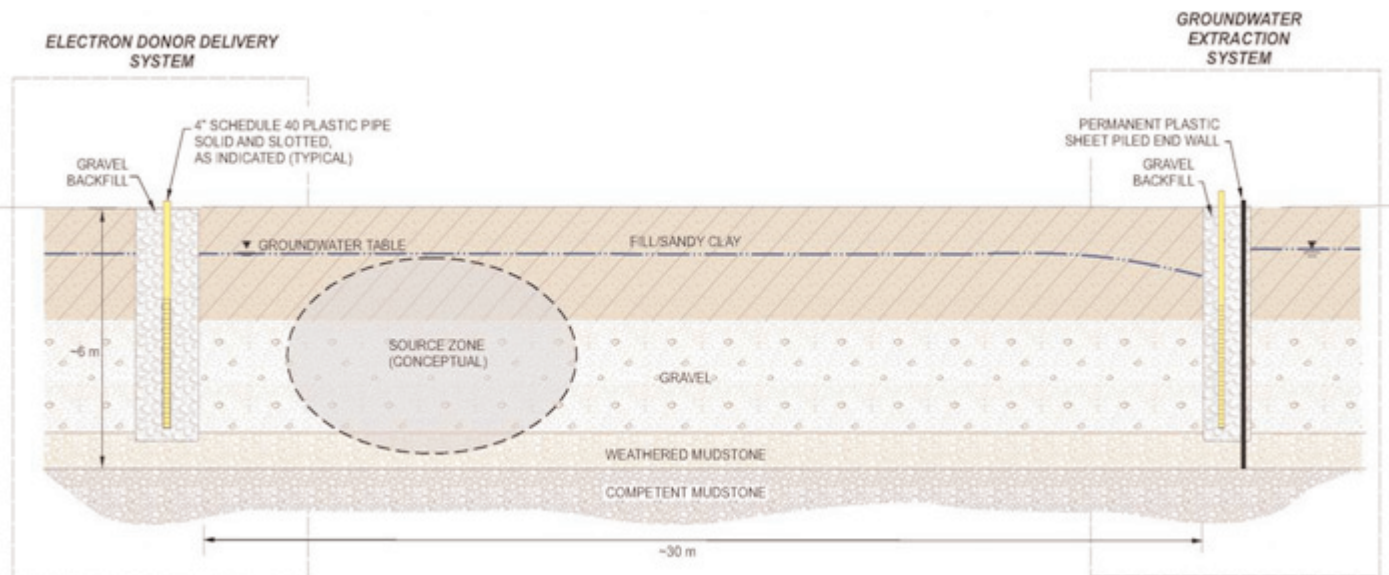 ELECTRON DONOR DELIVERY
SYSTEM
GROUNDWATER
EXTRACTION
SYSTEM
4" SCHEDULE 40 PLASTIC PIPE
SOLID AND SLOTTED,
AS INDICATED (TYPICAL)
GRAVEL
BACKFILL
PERMANENT PLASTIC
SHEET PILED END WALL
GRAVEL
BACKFILL
GROUNDWATER TABLE
FILL/SANDY CLAY
~6 m
SOURCE ZONE
(CONCEPTUAL)
GRAVEL
WEATHERED MUDSTONE
COMPETENT MUDSTONE
~30 m